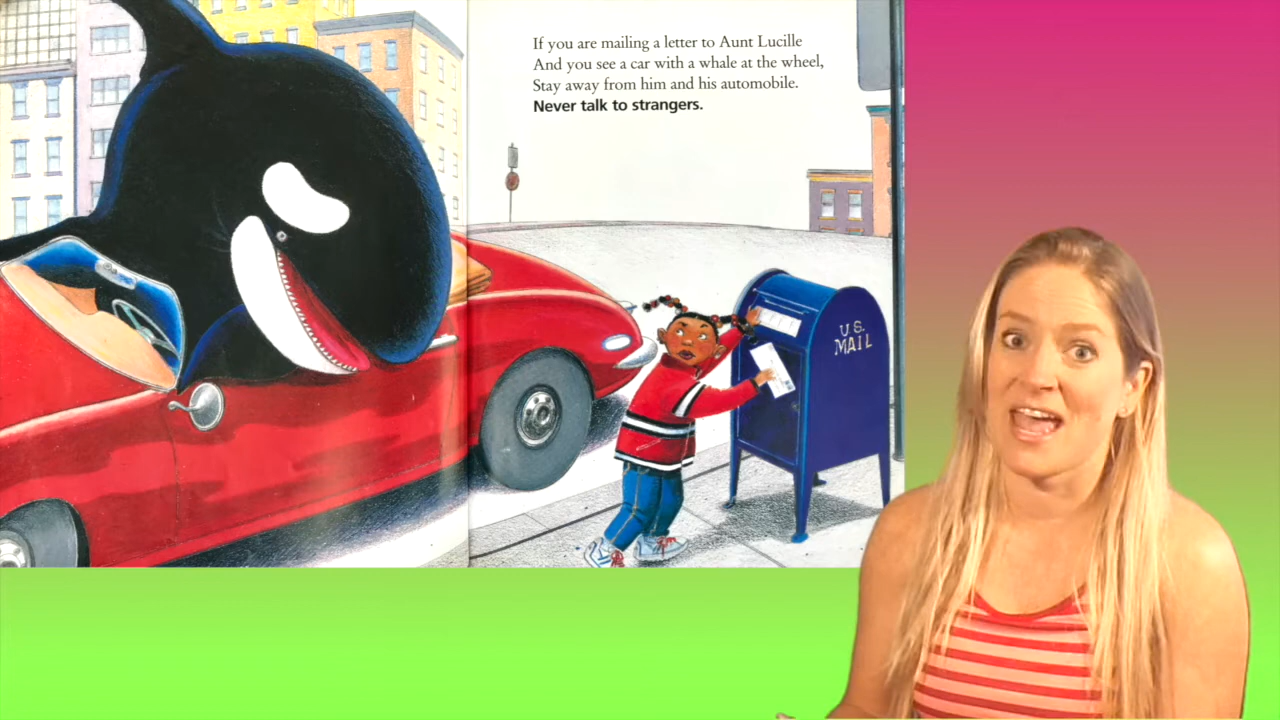 If you are mailing a letter to Aunt Lucille
And you see a car with a whale at the wheel,
Stay away from him and his automobile.
Never talk to strangers.
U.S.
MAIL